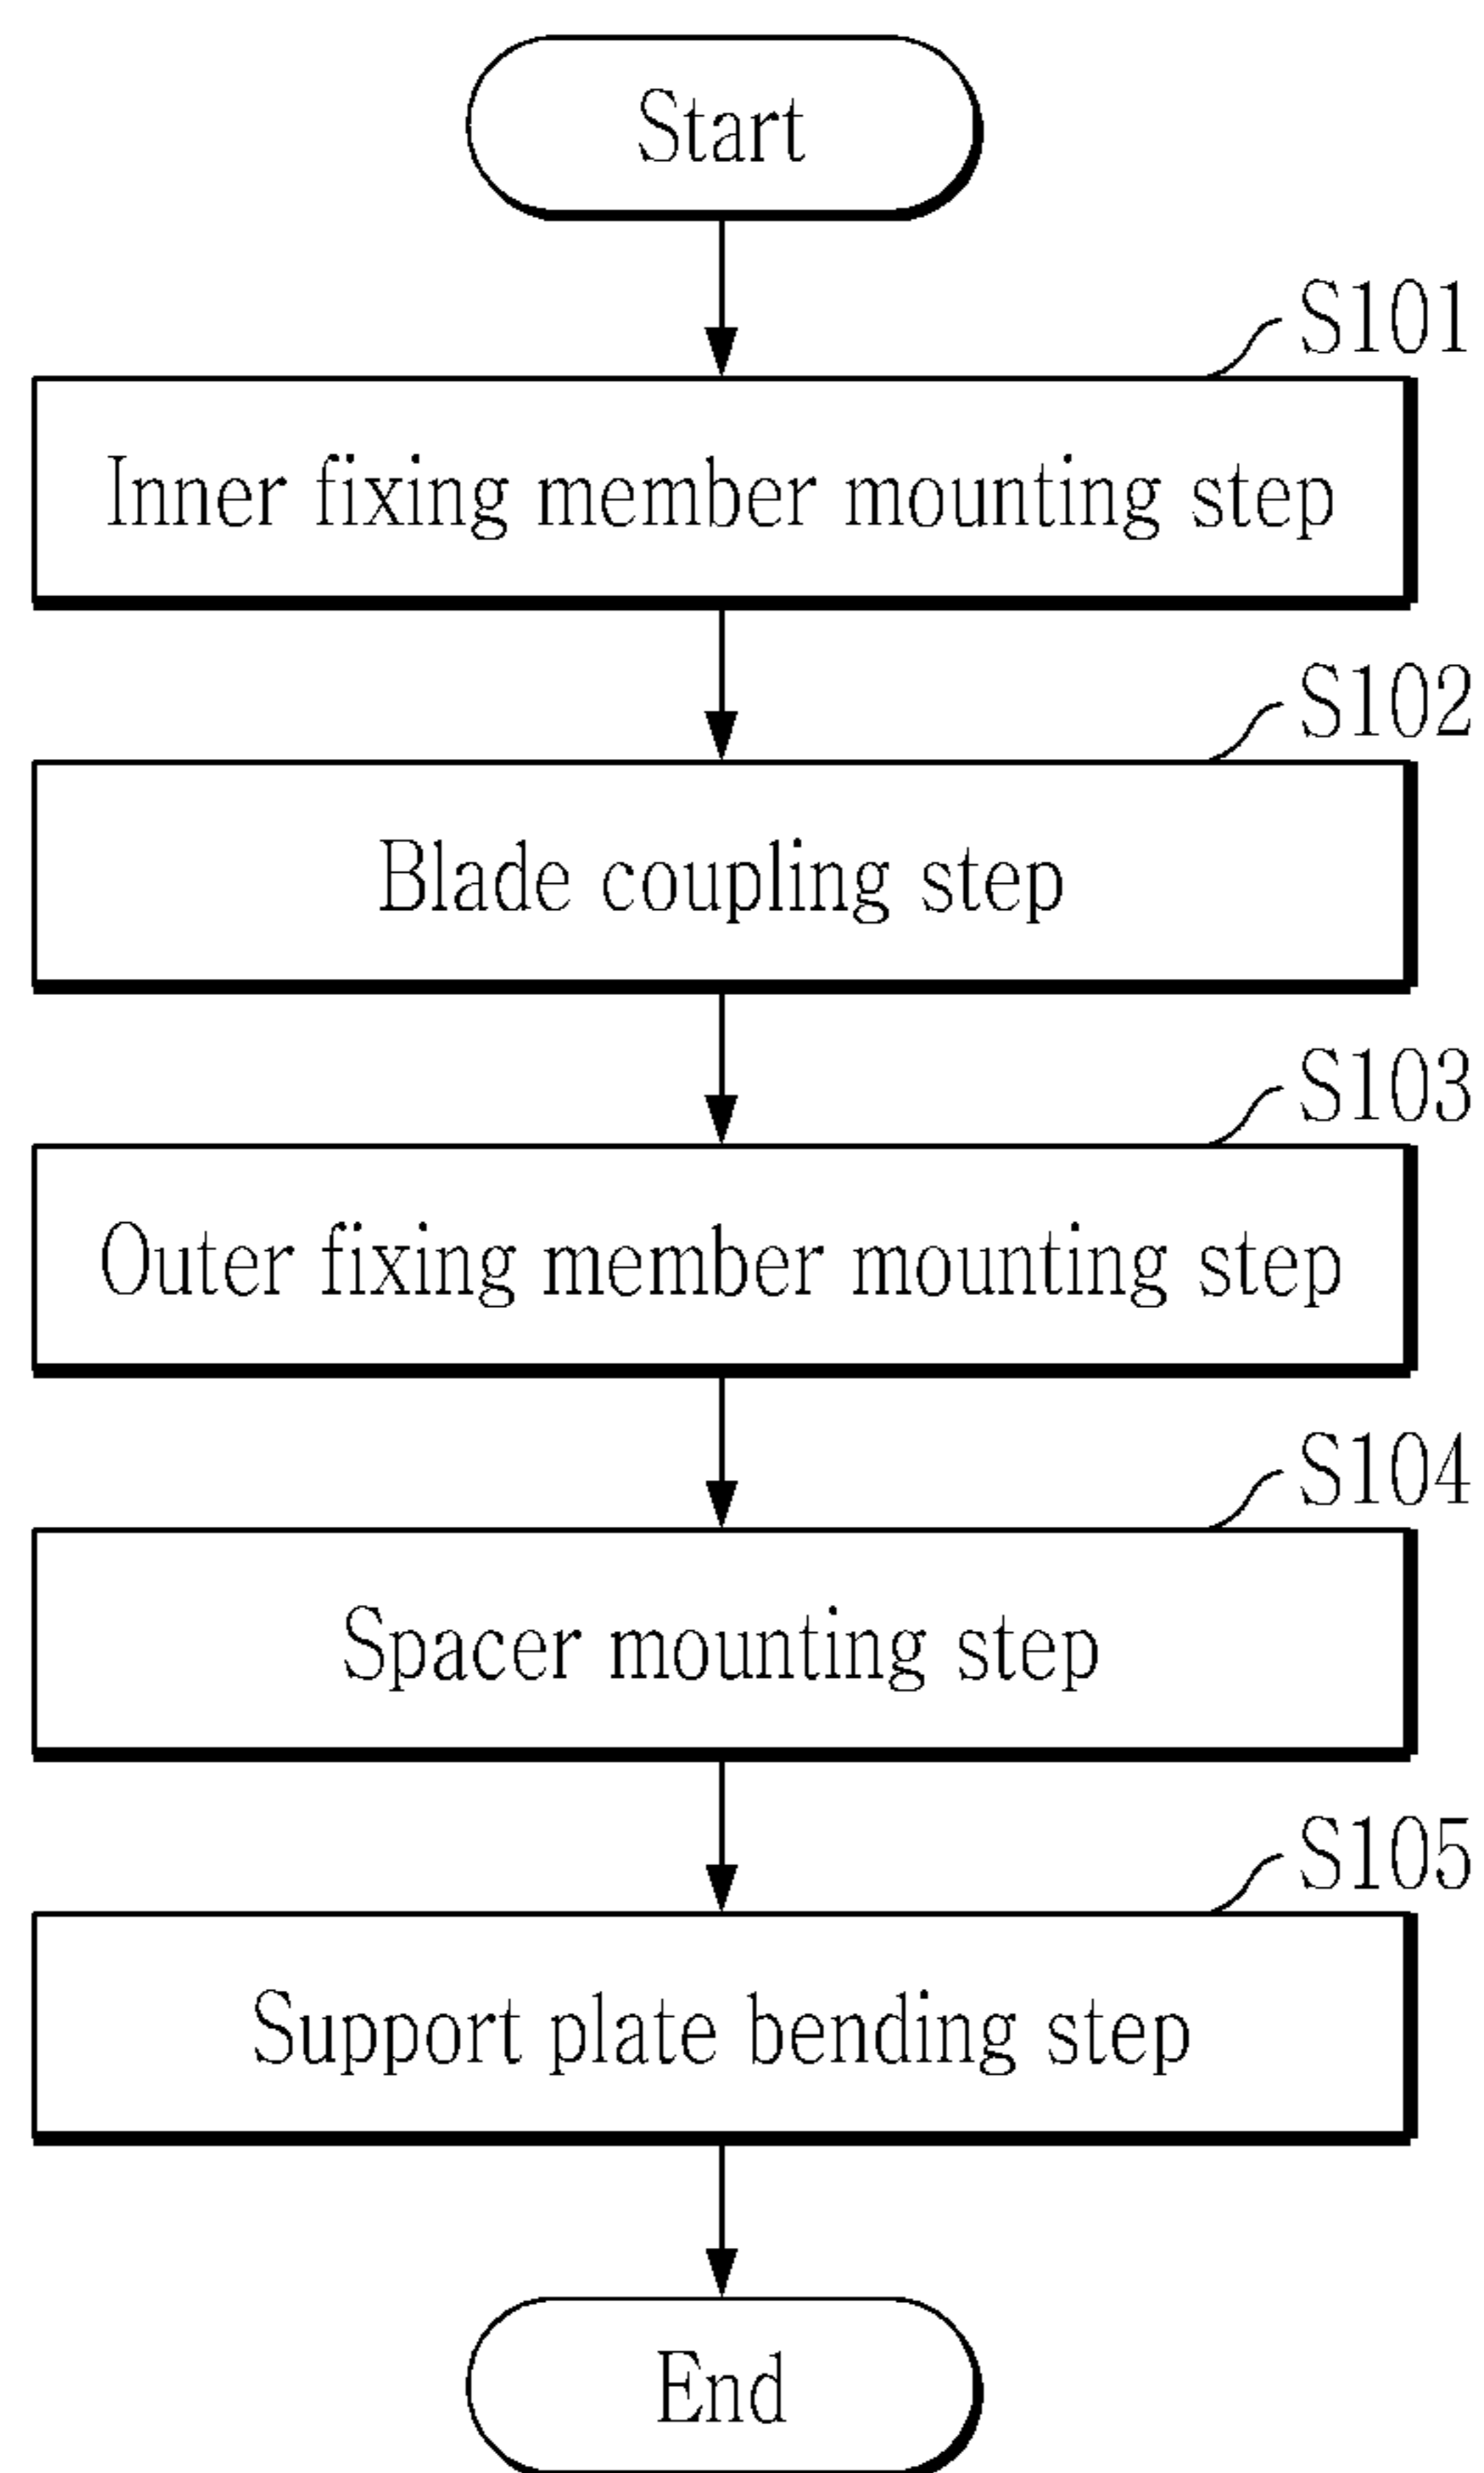 Start
S101
Inner fixing member mounting step
S102
Blade coupling step
S103
Outer fixing member mounting step
S104
Spacer mounting step
S105
Support plate bending step
End